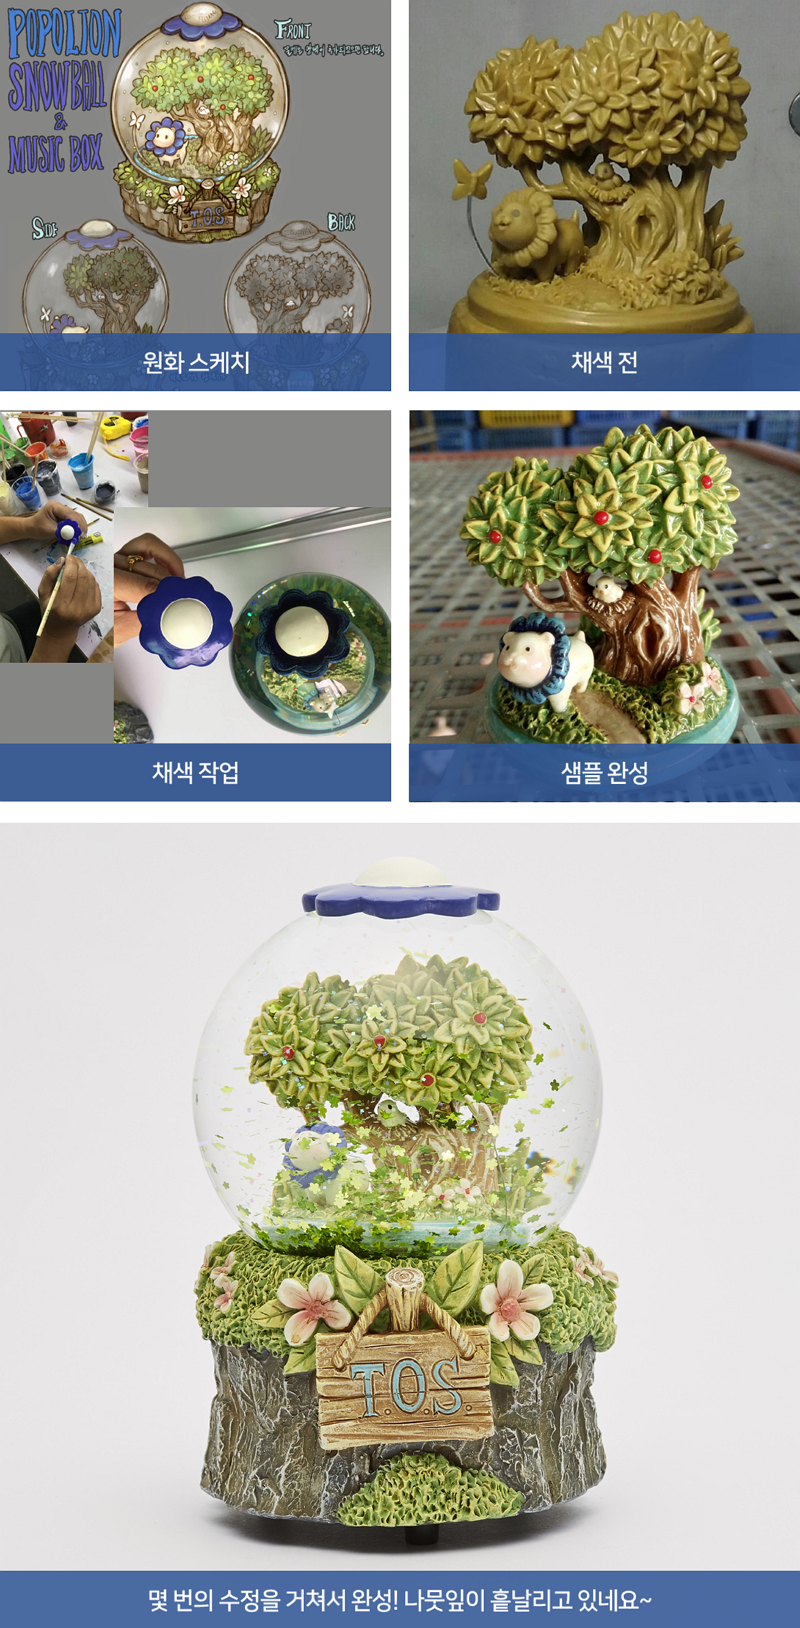 POPOLION
SNOWBALL
&
MUSIC BOX
FRONT
T.O.S.
SIDE
BACK
원화 스케치
채색 전
채색 작업
샘플 완성
T.O.S.
몇 번의 수정을 거쳐서 완성! 나뭇잎이 흩날리고 있네요~